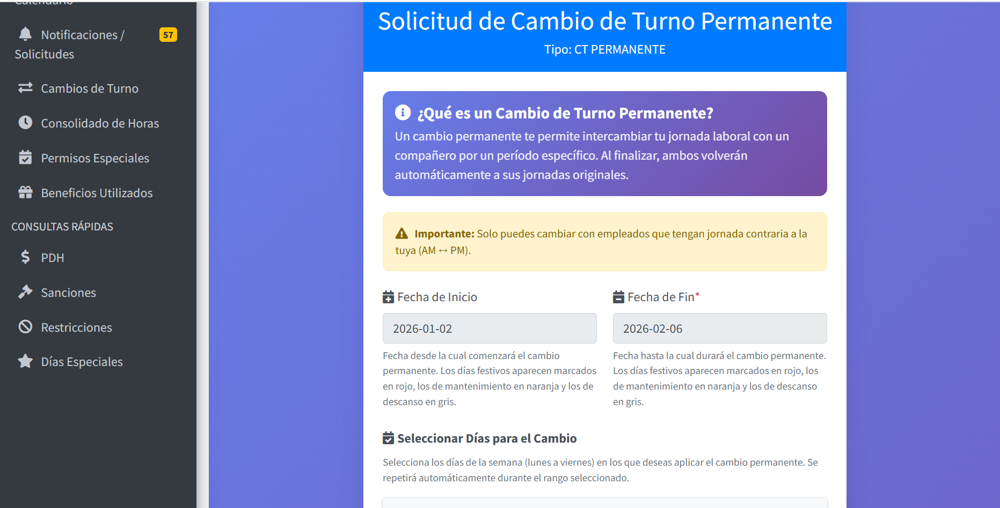 Notificaciones / 57
Solicitudes
Cambios de Turno
Consolidado de Horas
Permisos Especiales
Beneficios Utilizados
CONSULTAS RÁPIDAS
PDH
Sanciones
Restricciones
Días Especiales
Solicitud de Cambio de Turno Permanente
Tipo: CT PERMANENTE
¿Qué es un Cambio de Turno Permanente?
Un cambio permanente te permite intercambiar tu jornada laboral con un
compañero por un período específico. Al finalizar, ambos volverán
automáticamente a sus jornadas originales.
Importante: Solo puedes cambiar con empleados que tengan jornada contraria a la
tuya (AM ↔ PM).
Fecha de Inicio
2026-01-02
Fecha desde la cual comenzará el cambio
permanente. Los días festivos aparecen marcados
en rojo, los de mantenimiento en naranja y los de
descanso en gris.
Fecha de Fin*
2026-02-06
Fecha hasta la cual durará el cambio permanente.
Los días festivos aparecen marcados en rojo, los
de mantenimiento en naranja y los de descanso
en gris.
Seleccionar Días para el Cambio
Selecciona los días de la semana (lunes a viernes) en los que deseas aplicar el cambio permanente. Se
repetirá automáticamente durante el rango seleccionado.